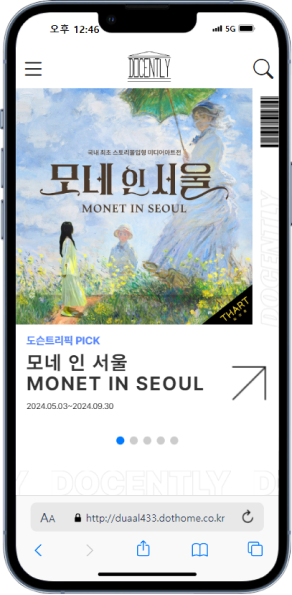 오후 12:46
5G
DOCENTLY
국내 최초 스토리몰입형 미디어아트전
모네 인 서울
MONET IN SEOUL
THART
DOCENTLY
도슨트리픽 PICK
모네 인 서울
MONET IN SEOUL
2024.05.03~2024.09.30
DOCENTLY
AA
http://duaal433.dothome.co.kr